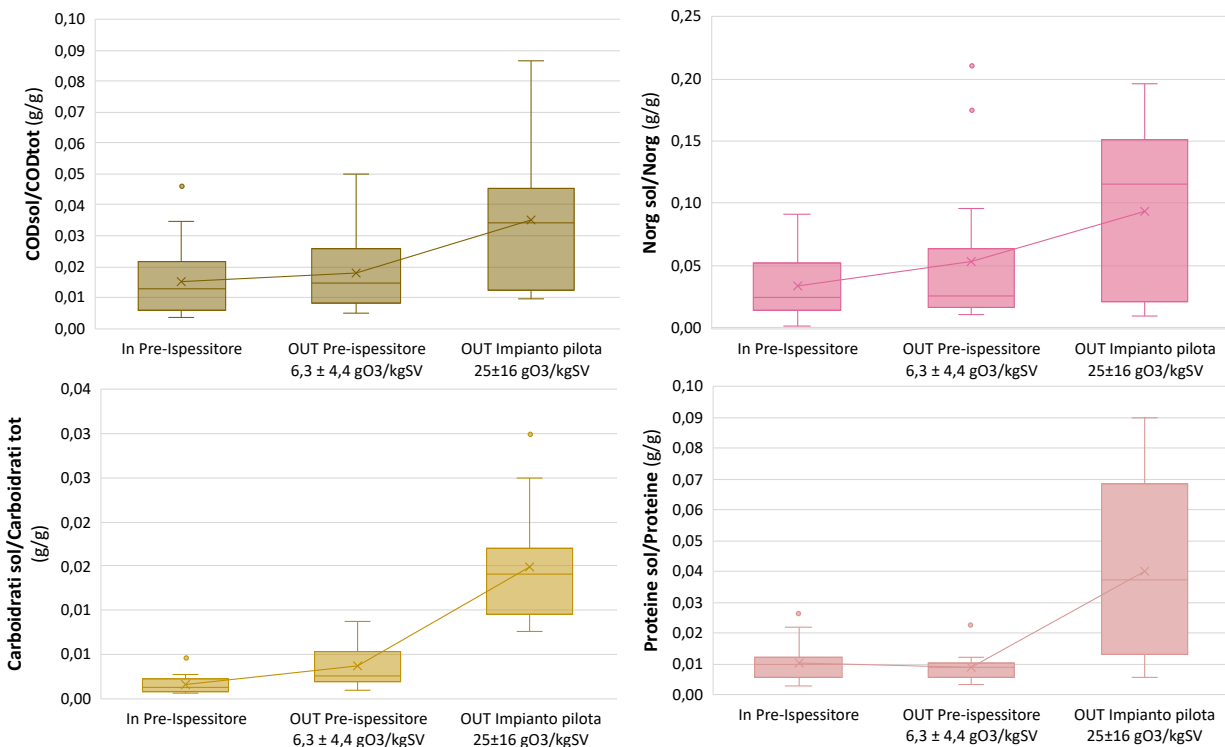 CODsol/CODtot (g/g)
0,10
0,09
0,08
0,07
0,06
0,05
0,04
0,03
0,02
0,01
0,00
In Pre-Ispessitore
OUT Pre-ispessitore
6,3 ± 4,4 gO3/kgSV
OUT Impianto pilota
25±16 gO3/kgSV
Norg sol/Norg (g/g)
0,25
0,20
0,15
0,10
0,05
0,00
In Pre-Ispessitore
OUT Pre-ispessitore
6,3 ± 4,4 gO3/kgSV
OUT Impianto pilota
25±16 gO3/kgSV
Carboidrati sol/Carboidrati tot
(g/g)
0,04
0,03
0,03
0,02
0,02
0,01
0,01
0,00
In Pre-Ispessitore
OUT Pre-ispessitore
6,3 ± 4,4 gO3/kgSV
OUT Impianto pilota
25±16 gO3/kgSV
Proteine sol/Proteine (g/g)
0,10
0,09
0,08
0,07
0,06
0,05
0,04
0,03
0,02
0,01
0,00
In Pre-Ispessitore
OUT Pre-ispessitore
6,3 ± 4,4 gO3/kgSV
OUT Impianto pilota
25±16 gO3/kgSV